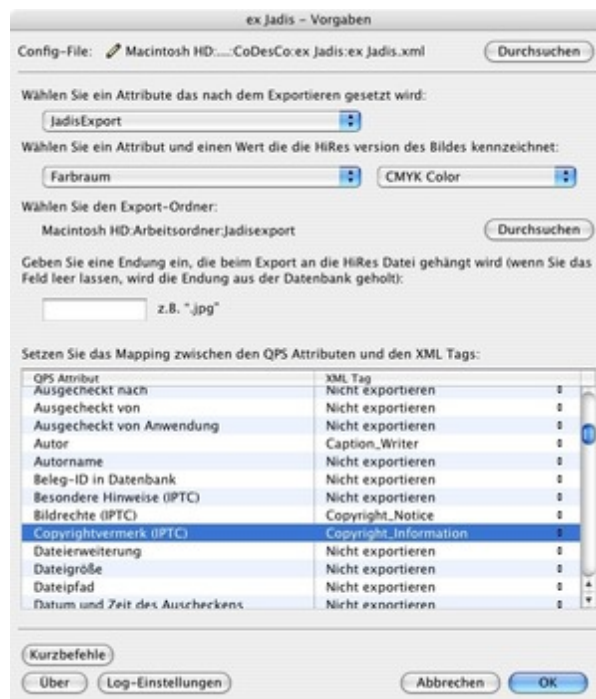 ex Jadis – Vorgaben
Config-File: Macintosh HD:...:CoDesCo:ex Jadis:ex Jadis.xml Durchsuchen
Wählen Sie ein Attribute das nach dem Exportieren gesetzt wird:
JadisExport
Wählen Sie ein Attribut und einen Wert die die HiRes version des Bildes kennzeichnet:
Farbraum CMYK Color
Wählen Sie den Export-Ordner:
Macintosh HD:Arbeitsordner:Jadisexport Durchsuchen
Geben Sie eine Endung ein, die beim Export an die HiRes Datei gehängt wird (wenn Sie das
Feld leer lassen, wird die Endung aus der Datenbank geholt):
z.B. ".jpg"
Setzen Sie das Mapping zwischen den QPS Attributen und den XML Tags:
QPS Attribut XML Tag
Ausgecheckt nach Nicht exportieren
Ausgecheckt von Nicht exportieren
Ausgecheckt von Anwendung Nicht exportieren
Autor Caption_Writer
Autorname Nicht exportieren
Beleg-ID in Datenbank Nicht exportieren
Besondere Hinweise (IPTC) Nicht exportieren
Bildrechte (IPTC) Copyright_Notice
Copyrightvermerk (IPTC) Copyright_Information
Dateierweiterung Nicht exportieren
Dateigröße Nicht exportieren
Dateipfad Nicht exportieren
Datum und Zeit des Auscheckens Nicht exportieren
Kurzbefehle
Über Log-Einstellungen Abbrechen OK